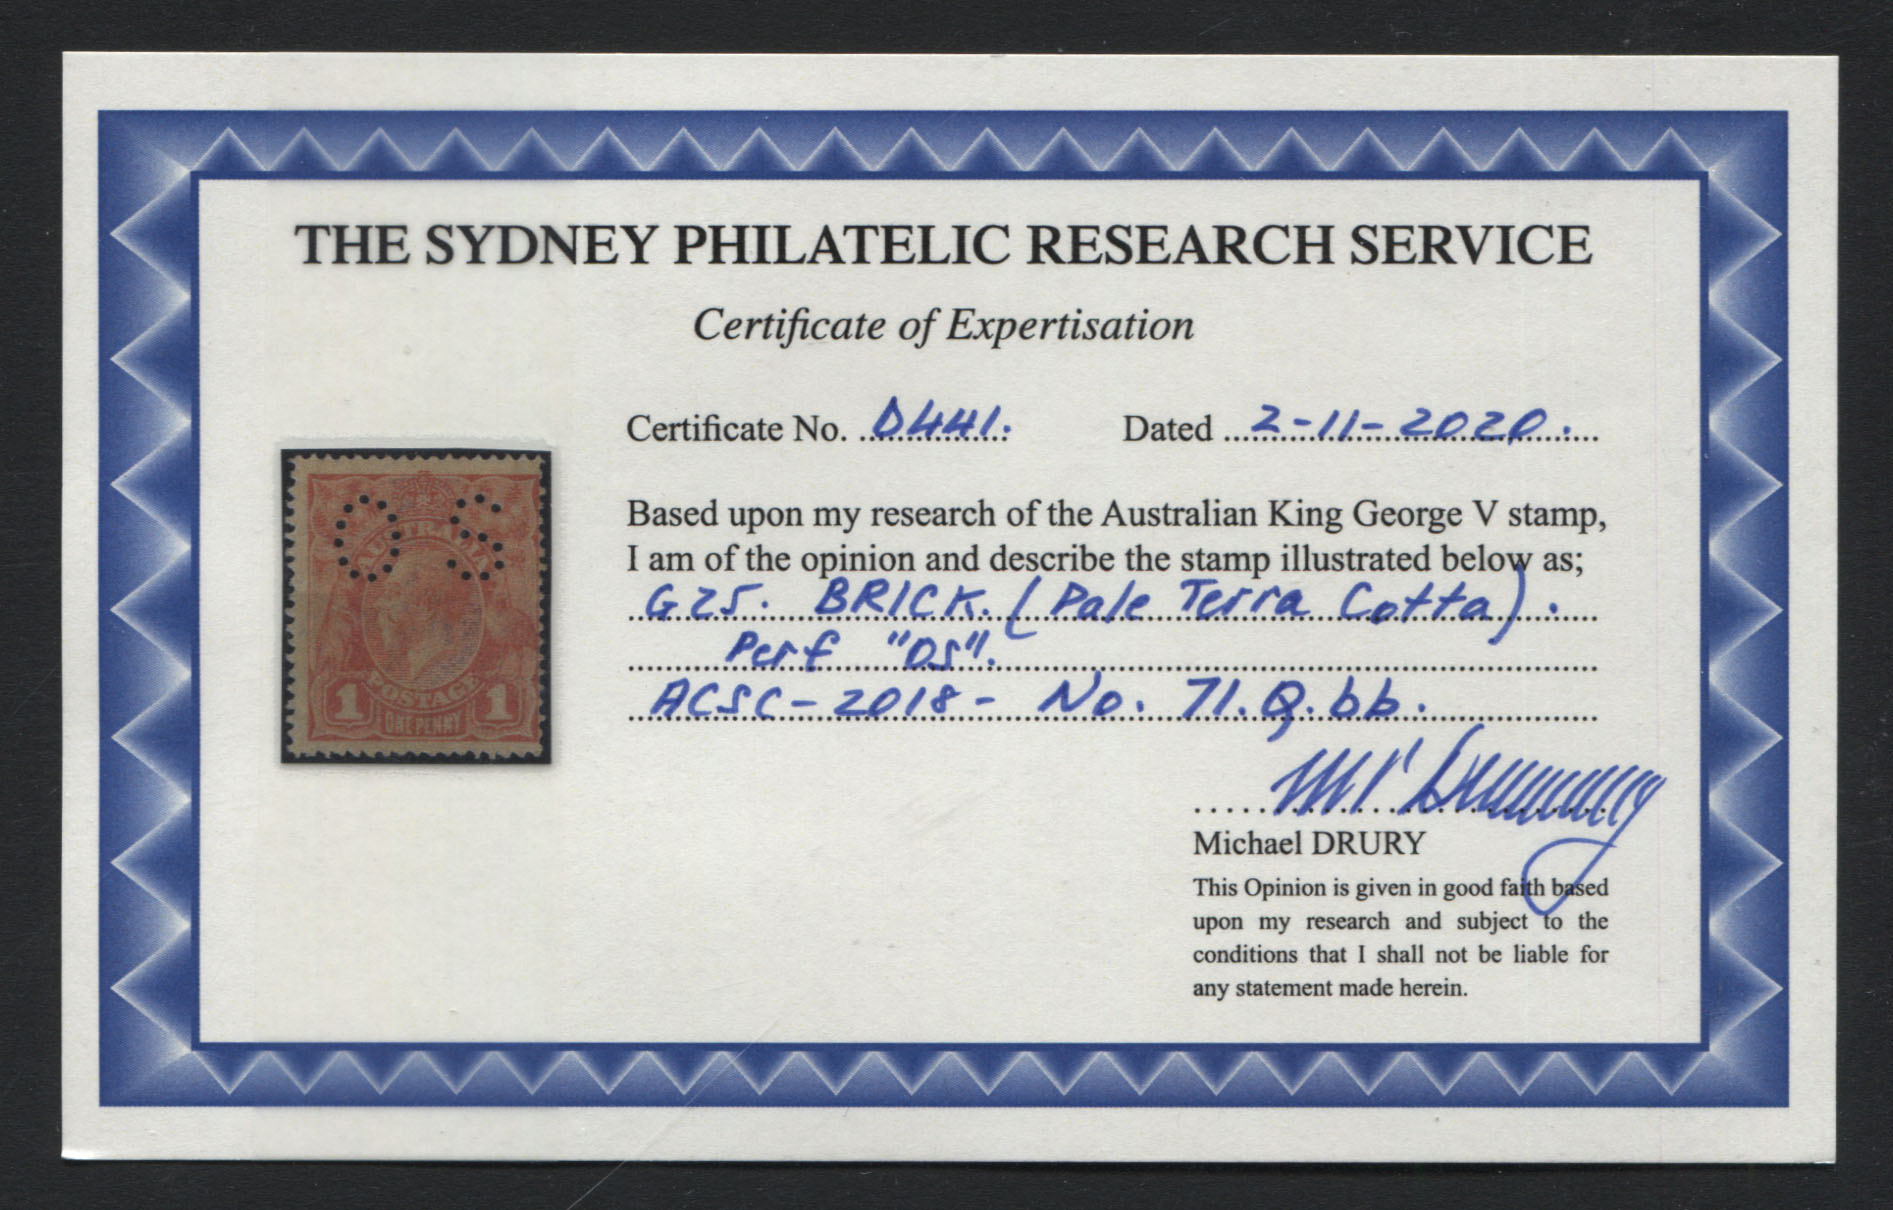 THE SYDNEY PHILATELIC RESEARCH SERVICE
Certificate of Expertisation
Certificate No. D441. Dated 2-11-2020.
Based upon my research of the Australian King George V stamp,
I am of the opinion and describe the stamp illustrated below as;
G25. BRICK. (Pale Terra Cotta).
Perf "OS".
ACSC-2018- No. 71.Q.bb.
OS
AUSTRALIA
POSTAGE
1 ONE PENNY 1
M P Drury
Michael DRURY
This Opinion is given in good faith based
upon my research and subject to the
conditions that I shall not be liable for
any statement made herein.